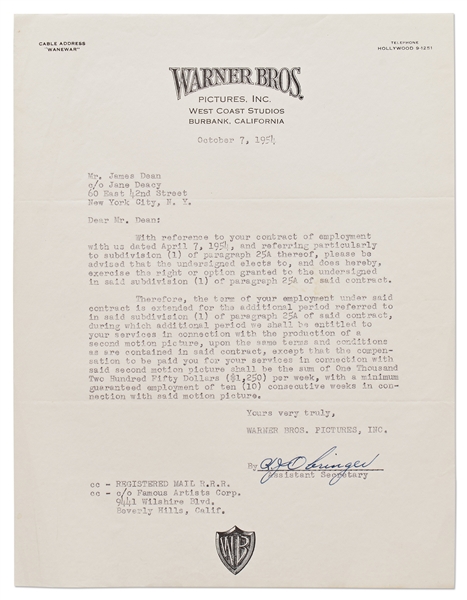 CABLE ADDRESS
"WANEWAR"
TELEPHONE
HOLLYWOOD 9-1251
WARNER BROS.
PICTURES, INC.
WEST COAST STUDIOS
BURBANK, CALIFORNIA
October 7, 1954
Mr. James Dean
c/o Jane Deacy
60 East 42nd Street
New York City, N. Y.
Dear Mr. Dean:
With reference to your contract of employment
with us dated April 7, 1954, and referring particularly
to subdivision (1) of paragraph 25A thereof, please be
advised that the undersigned elects to, and does hereby,
exercise the right or option granted to the undersigned
in said subdivision (1) of paragraph 25A of said contract.
Therefore, the term of your employment under said
contract is extended for the additional period referred to
in said subdivision (1) of paragraph 25A of said contract,
during which additional period we shall be entitled to
your services in connection with the production of a
second motion picture, upon the same terms and conditions
as are contained in said contract, except that the compen-
sation to be paid you for your services in connection with
said second motion picture shall be the sum of One Thousand
Two Hundred Fifty Dollars ($1,250) per week, with a minimum
guaranteed employment of ten (10) consecutive weeks in con-
nection with said motion picture.
Yours very truly,
WARNER BROS. PICTURES, INC.
By
Assistant Secretary
cc - REGISTERED MAIL R.R.R.
cc - c/o Famous Artists Corp.
9441 Wilshire Blvd.
Beverly Hills, Calif.
WB